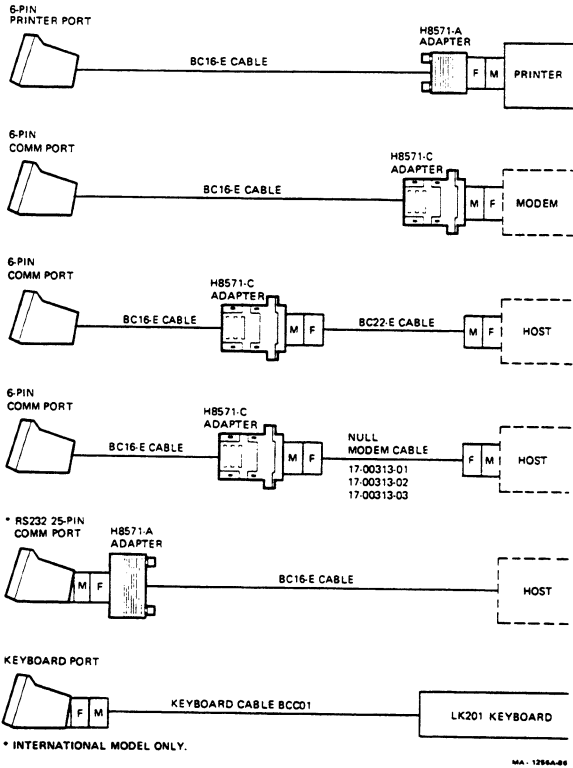 6-PIN
PRINTER PORT
H8571-A
ADAPTER
BC16-E CABLE
F M PRINTER
6-PIN
COMM PORT
H8571-C
ADAPTER
BC16-E CABLE
M F MODEM
6-PIN
COMM PORT
H8571-C
ADAPTER
BC16-E CABLE
M F
BC22-E CABLE
M F HOST
6-PIN
COMM PORT
H8571-C
ADAPTER
BC16-E CABLE
M F
NULL
MODEM CABLE
17-00313-01
17-00313-02
17-00313-03
F M HOST
* RS232 25-PIN
COMM PORT
H8571-A
ADAPTER
M F
BC16-E CABLE
HOST
KEYBOARD PORT
F M
KEYBOARD CABLE BCC01
LK201 KEYBOARD
* INTERNATIONAL MODEL ONLY.
MA-1256A-86